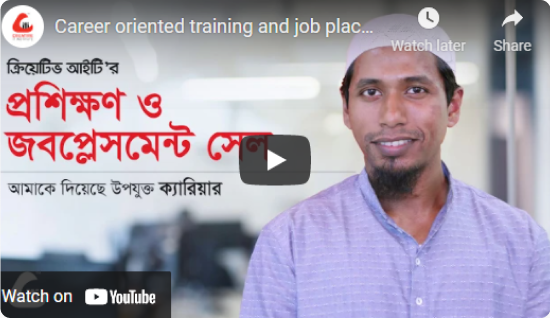 Career oriented training and job plac...
Watch later
Share
ক্রিয়েটিভ আইটি'র
প্রশিক্ষণ ও
জবপ্লেসমেন্ট সেল
আমাকে দিয়েছে উপযুক্ত ক্যারিয়ার
Watch on YouTube